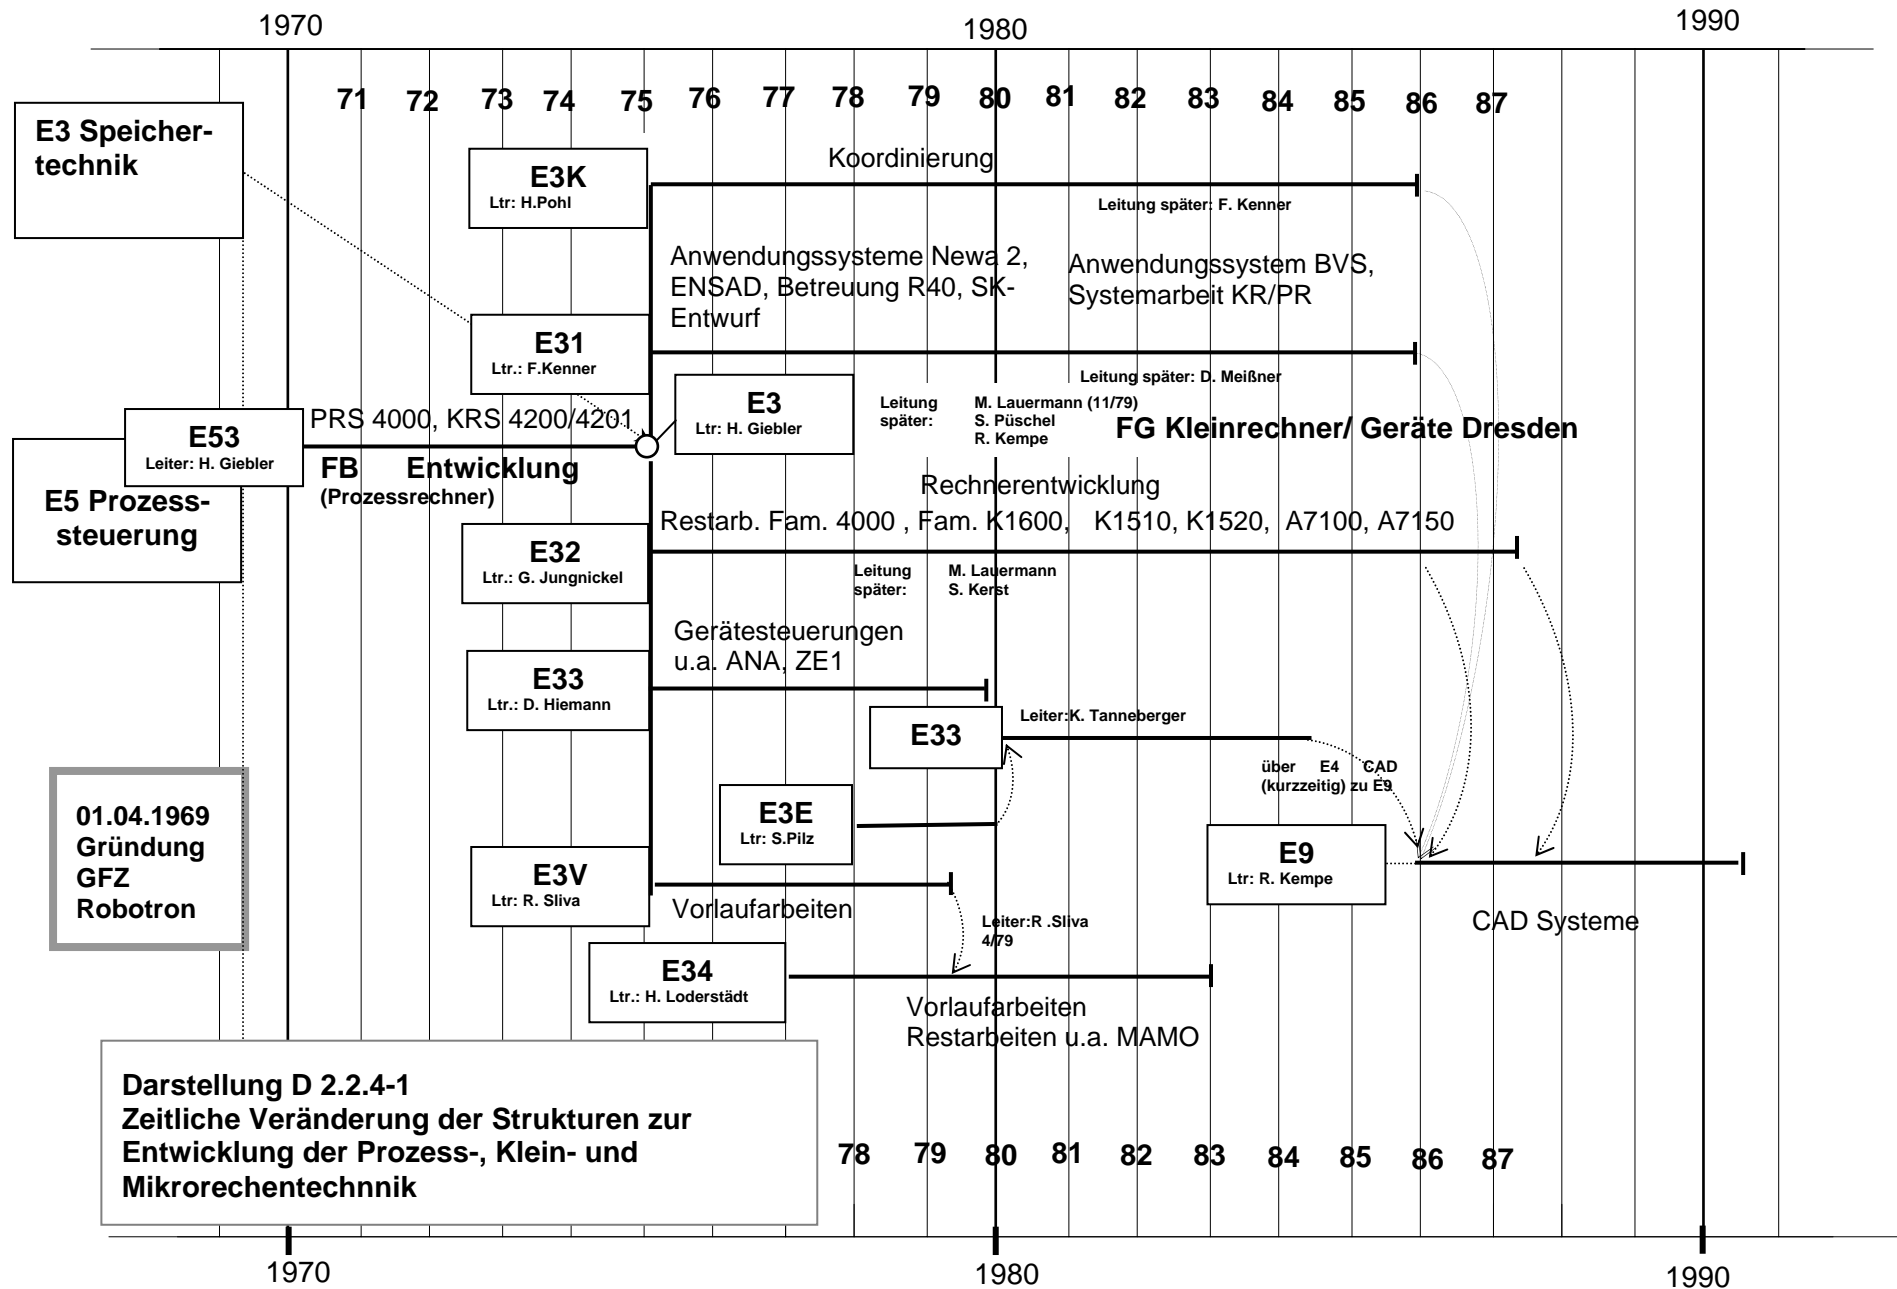 1970
1980
1990
71 72 73 74 75 76 77 78 79 80 81 82 83 84 85 86 87
E3 Speicher-
technik
E3K
Ltr: H.Pohl
Koordinierung
Leitung später: F. Kenner
Anwendungssysteme Newa 2,
ENSAD, Betreuung R40, SK-
Entwurf
Anwendungssystem BVS,
Systemarbeit KR/PR
E31
Ltr.: F.Kenner
Leitung später: D. Meißner
E3
Ltr: H. Giebler
Leitung
später:
M. Lauermann (11/79)
S. Püschel
R. Kempe
FG Kleinrechner/ Geräte Dresden
E53
Leiter: H. Giebler
PRS 4000, KRS 4200/4201
FB Entwicklung
(Prozessrechner)
E5 Prozess-
steuerung
Rechnerentwicklung
Restarb. Fam. 4000 , Fam. K1600, K1510, K1520, A7100, A7150
E32
Ltr.: G. Jungnickel
Leitung
später:
M. Lauermann
S. Kerst
Gerätesteuerungen
u.a. ANA, ZE1
E33
Ltr.: D. Hiemann
E33
Leiter:K. Tanneberger
über E4 CAD
(kurzzeitig) zu E9
E3E
Ltr: S.Pilz
01.04.1969
Gründung
GFZ
Robotron
E9
Ltr: R. Kempe
CAD Systeme
E3V
Ltr: R. Sliva
Vorlaufarbeiten
Leiter:R .Sliva
4/79
E34
Ltr.: H. Loderstädt
Vorlaufarbeiten
Restarbeiten u.a. MAMO
Darstellung D 2.2.4-1
Zeitliche Veränderung der Strukturen zur
Entwicklung der Prozess-, Klein- und
Mikrorechentechnnik
78 79 80 81 82 83 84 85 86 87
1970
1980
1990